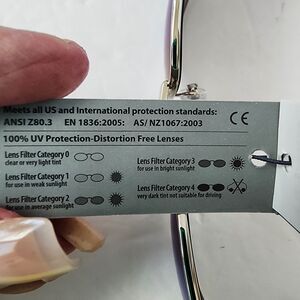 Meets all US and International protection standards:
ANSI Z80.3 EN 1836:2005: AS/NZ1067:2003 CE
100% UV Protection-Distortion Free Lenses
Lens Filter Category 0
clear or very light tint
Lens Filter Category 1
for use in weak sunlight
Lens Filter Category 2
for use in average sunlight
Lens Filter Category 3
for use in bright sunlight
Lens Filter Category 4
very dark tint not suitable for driving